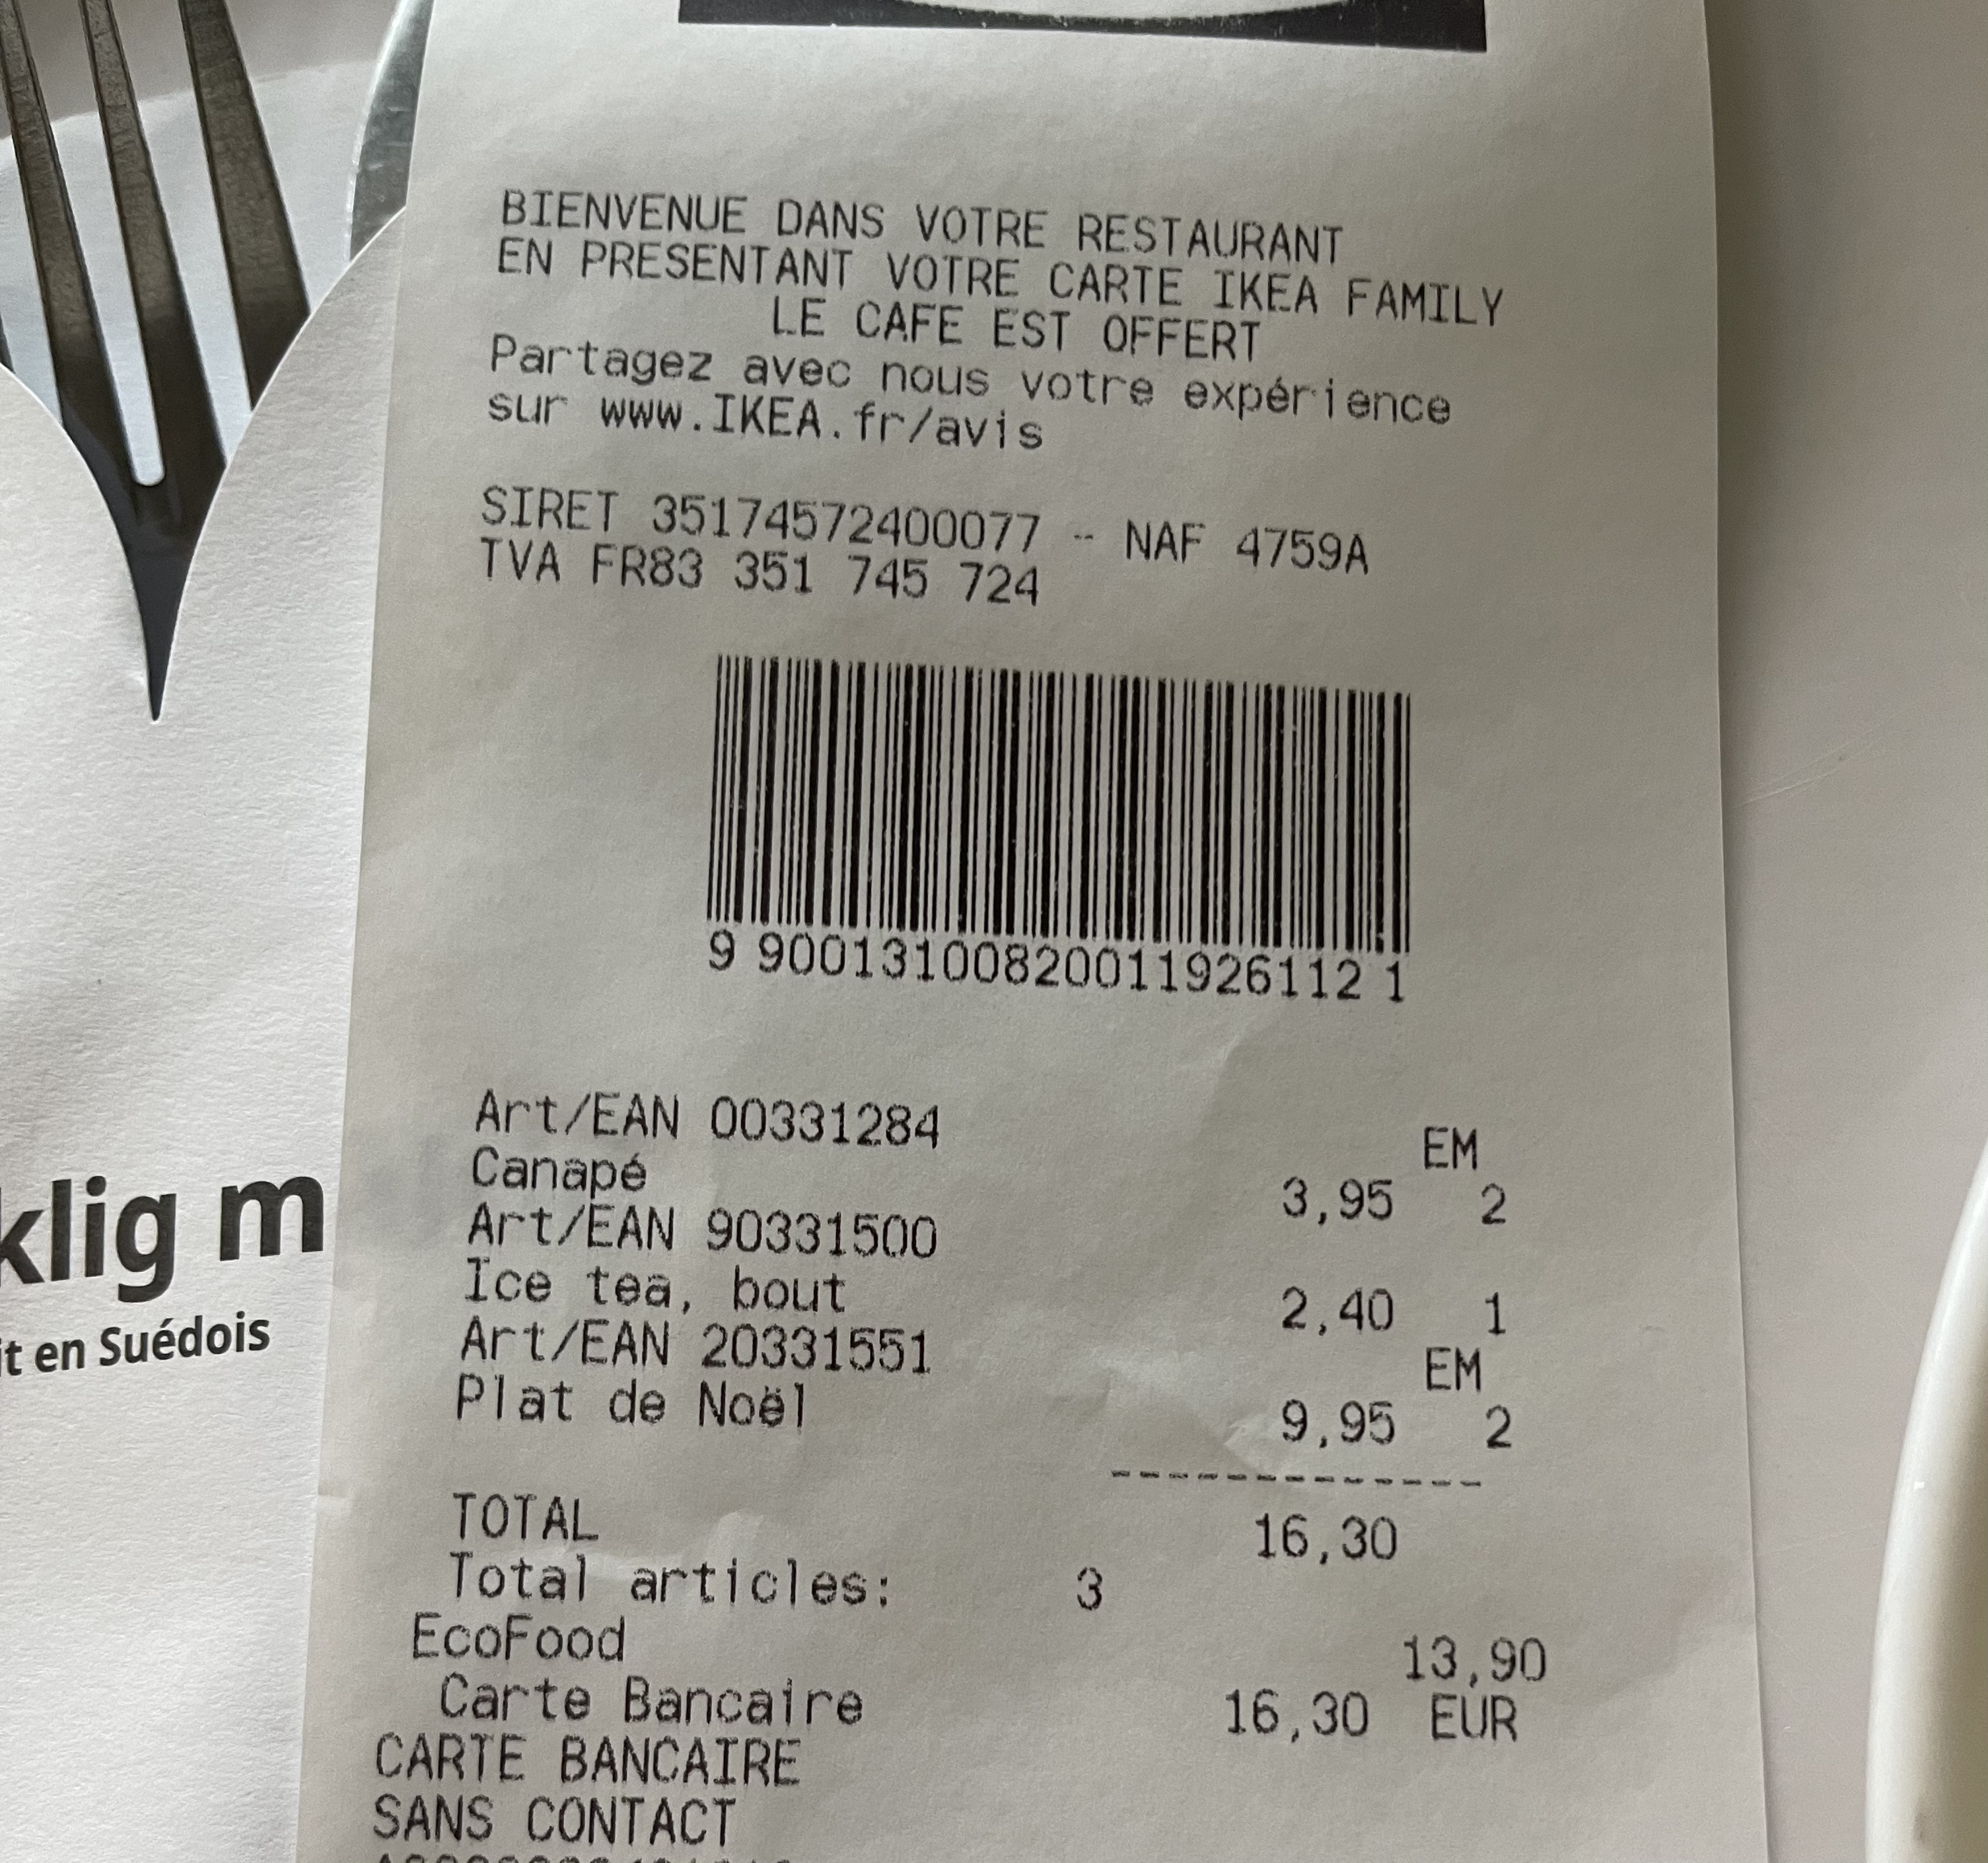 BIENVENUE DANS VOTRE RESTAURANT
EN PRESENTANT VOTRE CARTE IKEA FAMILY
LE CAFE EST OFFERT
Partagez avec nous votre expérience
sur www.IKEA.fr/avis
SIRET 35174572400077 -- NAF 4759A
TVA FR83 351 745 724
9 90013100820011926112 1
Art/EAN 00331284 EM
Canapé 3,95 2
Art/EAN 90331500
Ice tea, bout 2,40 1
Art/EAN 20331551 EM
Plat de Noël 9,95 2
-------------
TOTAL 16,30
Total articles: 3
EcoFood 13,90
Carte Bancaire 16,30 EUR
CARTE BANCAIRE
SANS CONTACT
klig m
it en Suédois